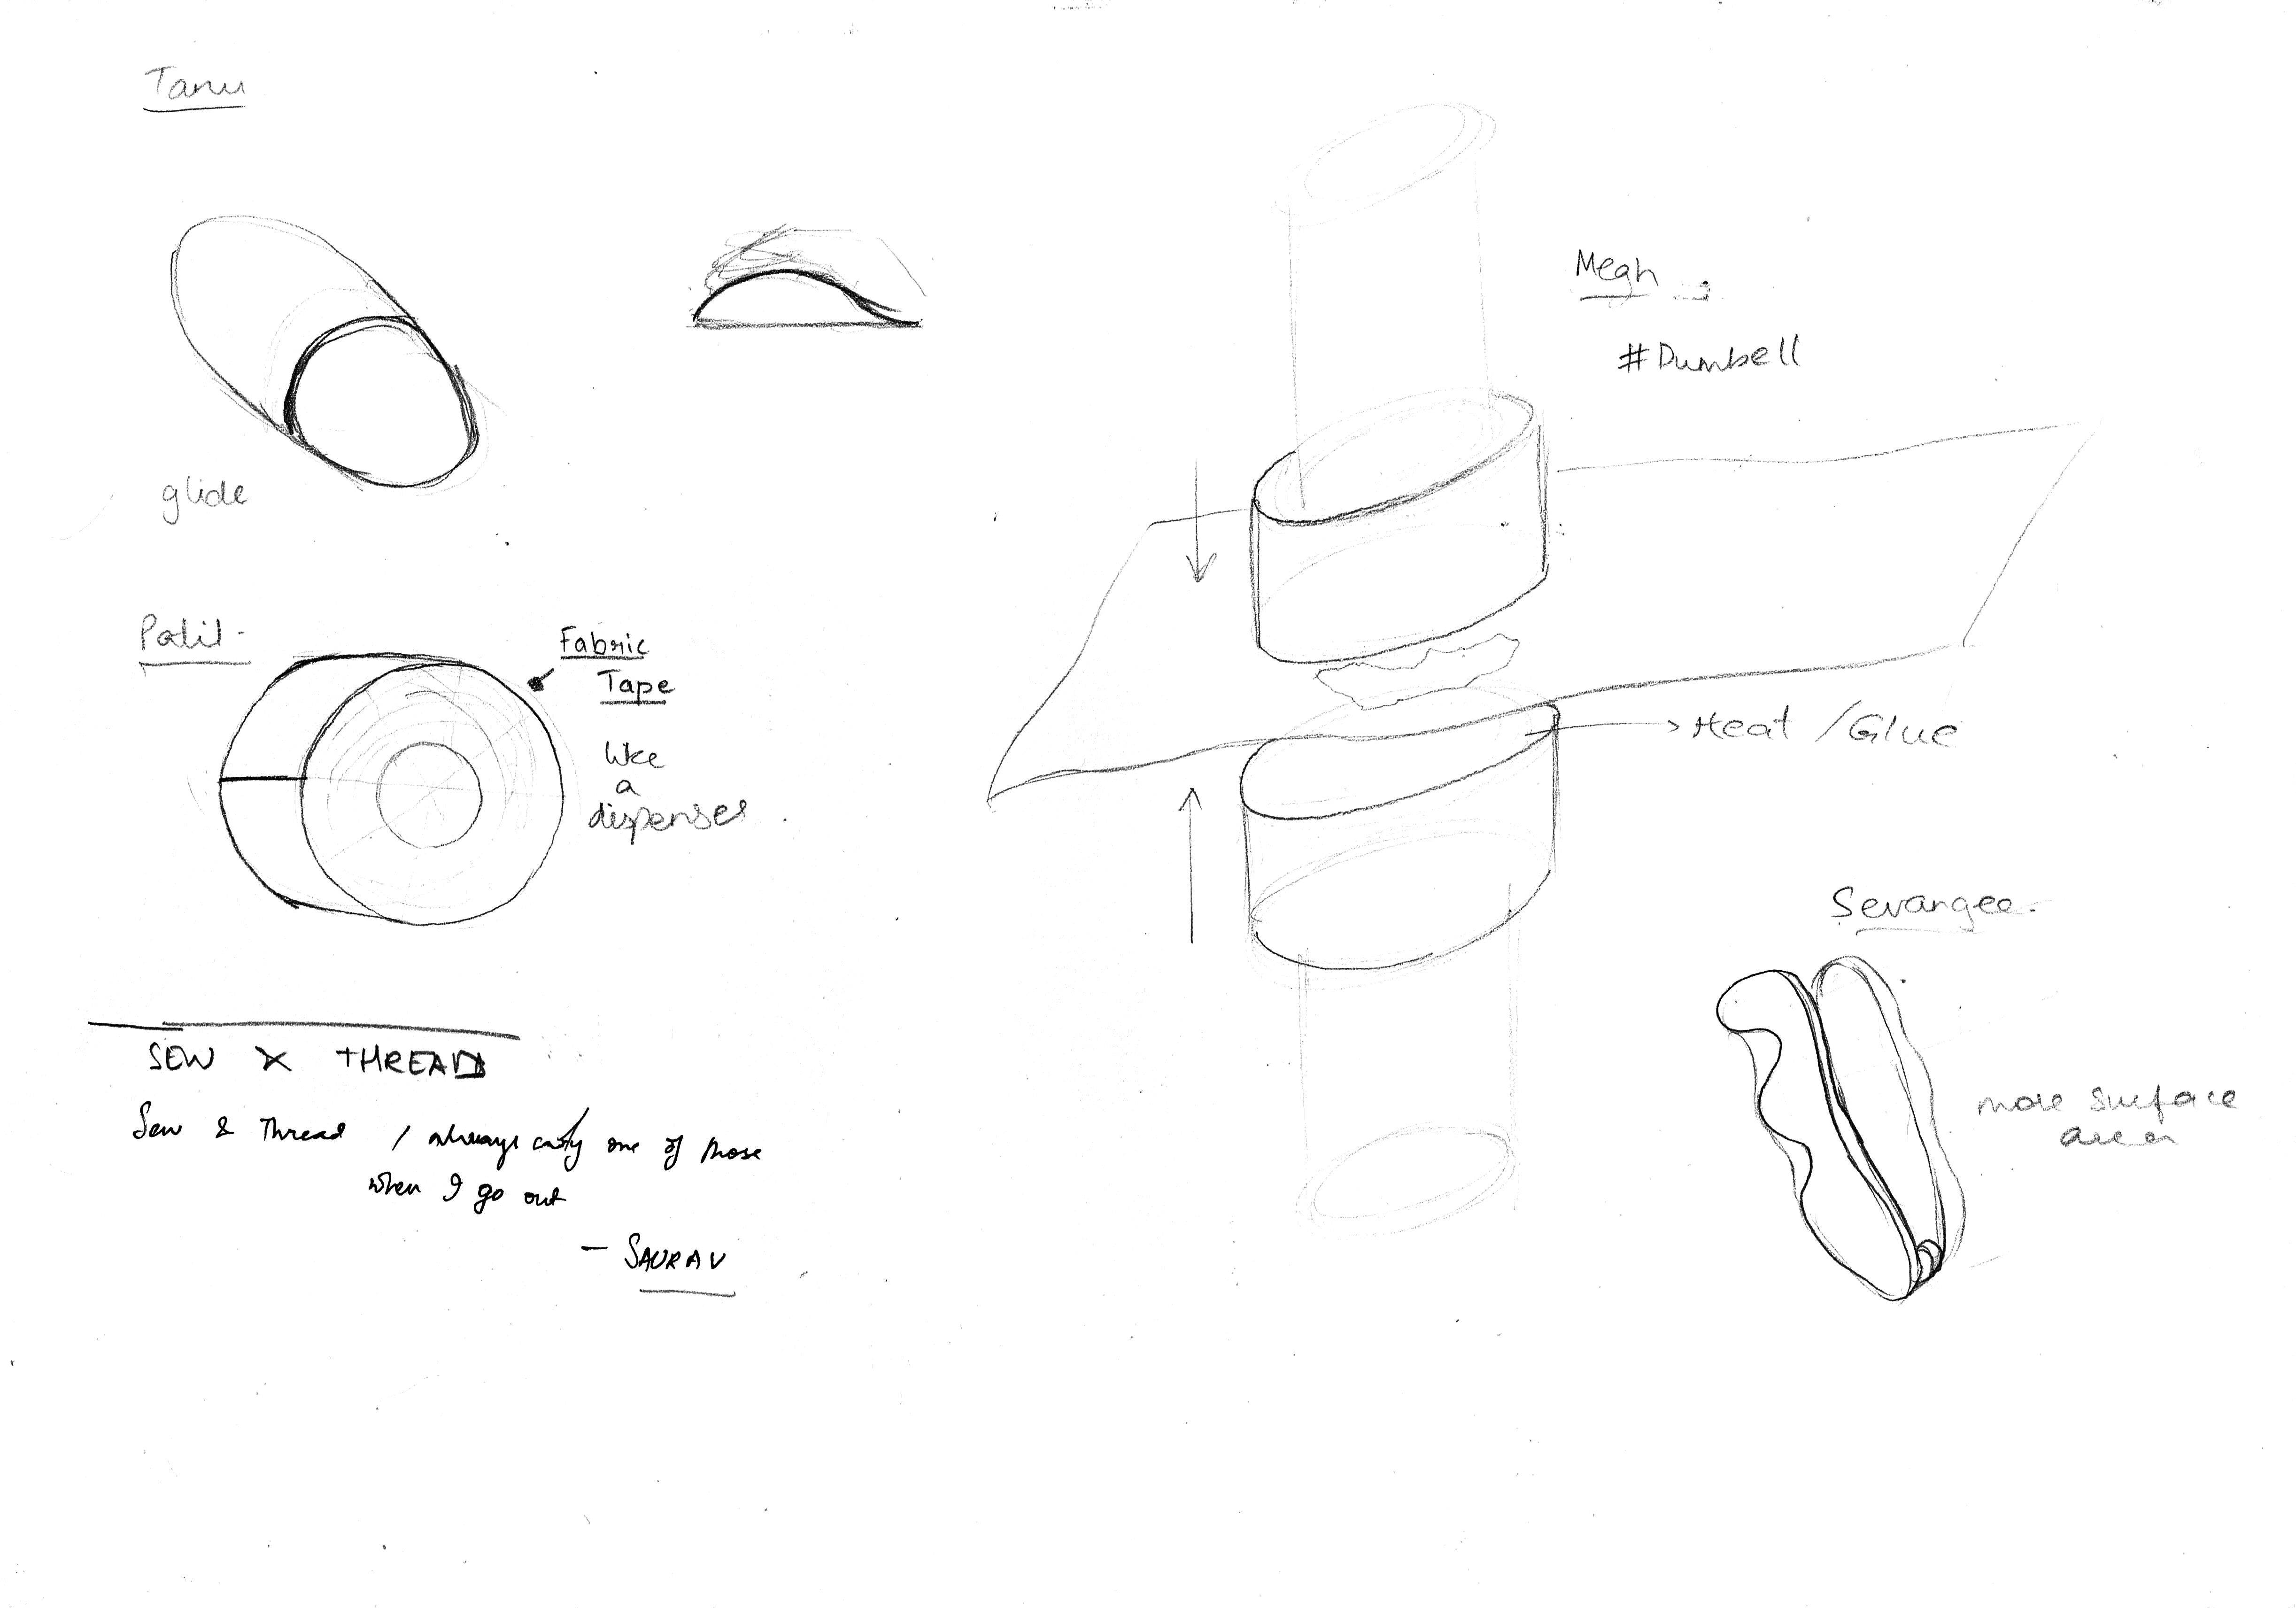 Tanu
glide
Palit-
Fabric
Tape
like
a
dispenser
SEW X THREAD
Sew & Thread / always carry one of those
when I go out
- SAURAV
Megh
#Dumbell
Heat / Glue
Sevangee.
more surface
area